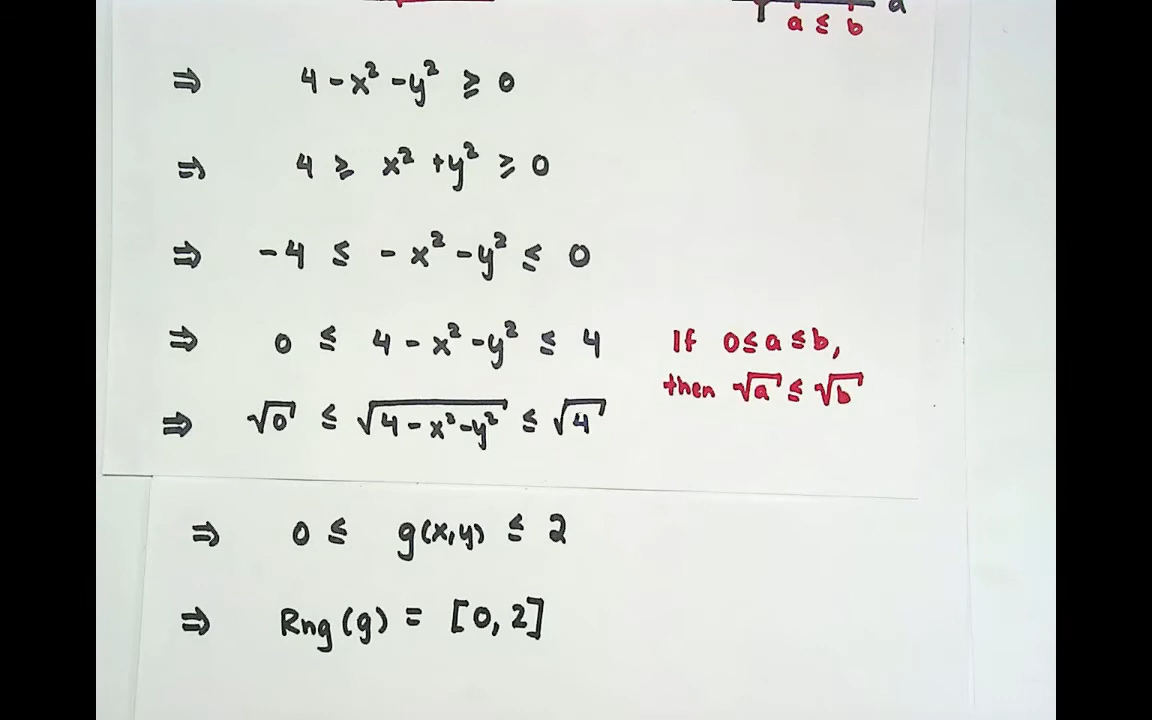 a
a ≤ b
⇒ 4 - x² - y² ≥ 0
⇒ 4 ≥ x² + y² ≥ 0
⇒ -4 ≤ -x² - y² ≤ 0
⇒ 0 ≤ 4 - x² - y² ≤ 4
If 0 ≤ a ≤ b,
then √a ≤ √b
⇒ √0 ≤ √(4 - x² - y²) ≤ √4
⇒ 0 ≤ g(x,y) ≤ 2
⇒ Rng(g) = [0, 2]